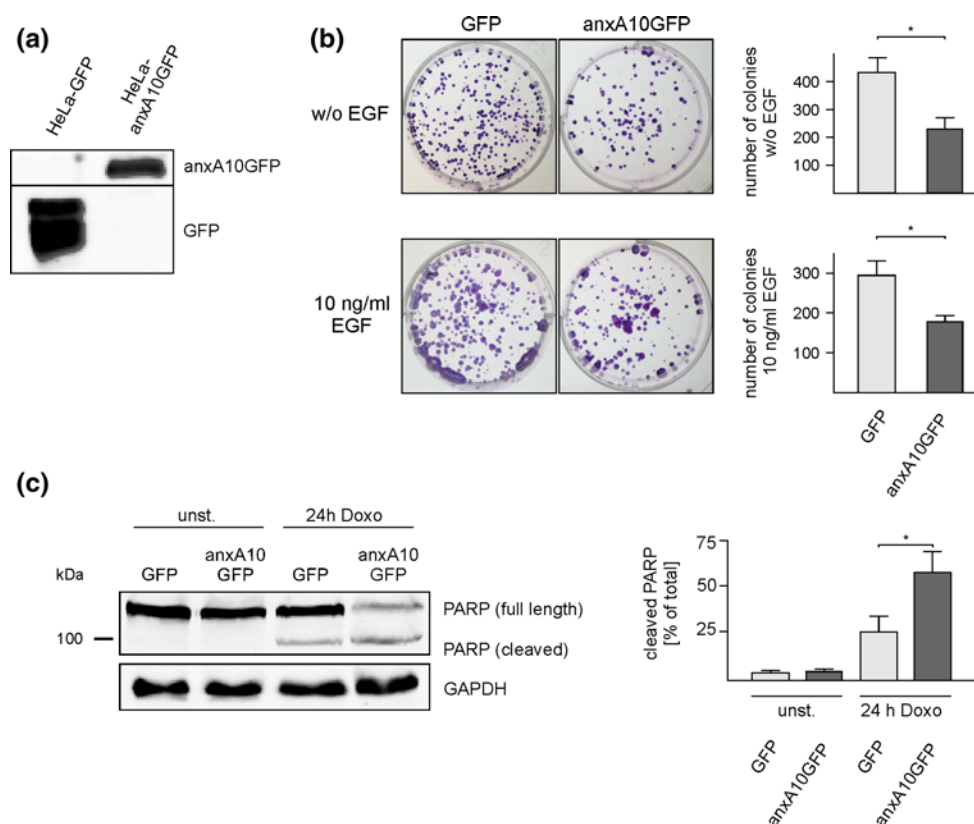 (a)
HeLa-GFP
HeLa-
anxA10GFP
anxA10GFP
GFP
(b)
GFP
anxA10GFP
w/o EGF
10 ng/ml
EGF
number of colonies
w/o EGF
400
300
200
100
*
number of colonies
10 ng/ml EGF
300
200
100
*
GFP
anxA10GFP
(c)
unst.
24h Doxo
kDa
GFP
anxA10
GFP
GFP
anxA10
GFP
100
PARP (full length)
PARP (cleaved)
GAPDH
cleaved PARP
[% of total]
75
50
25
*
unst.
24 h Doxo
GFP
anxA10GFP
GFP
anxA10GFP